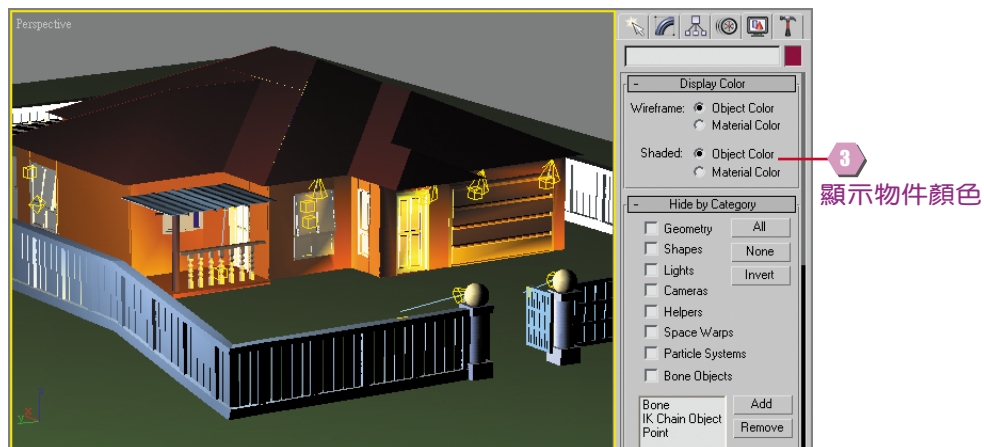 Perspective
- Display Color
Wireframe: Object Color
Material Color
Shaded: Object Color
Material Color
3
顯示物件顏色
- Hide by Category
Geometry All
Shapes None
Lights Invert
Cameras
Helpers
Space Warps
Particle Systems
Bone Objects
Bone Add
IK Chain Object
Point Remove
x
y